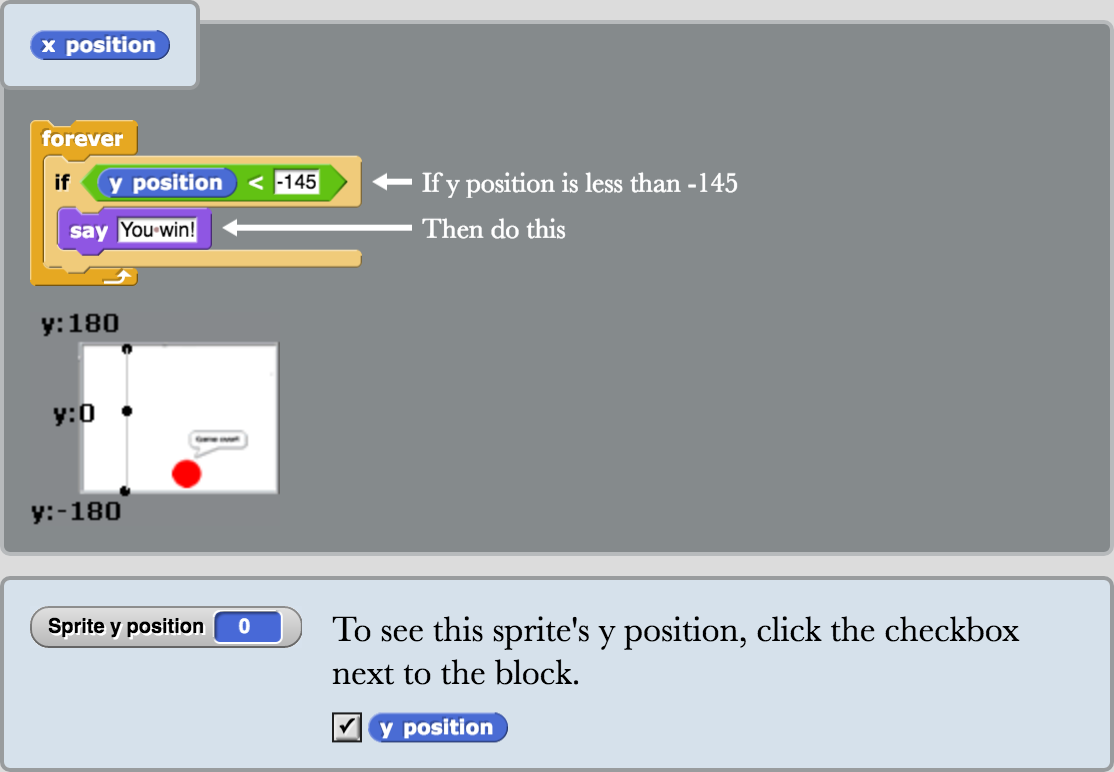 x position
forever
if y position < -145
If y position is less than -145
say You win!
Then do this
y:180
y:0
Game over!
y:-180
Sprite y position 0
To see this sprite's y position, click the checkbox
next to the block.
y position